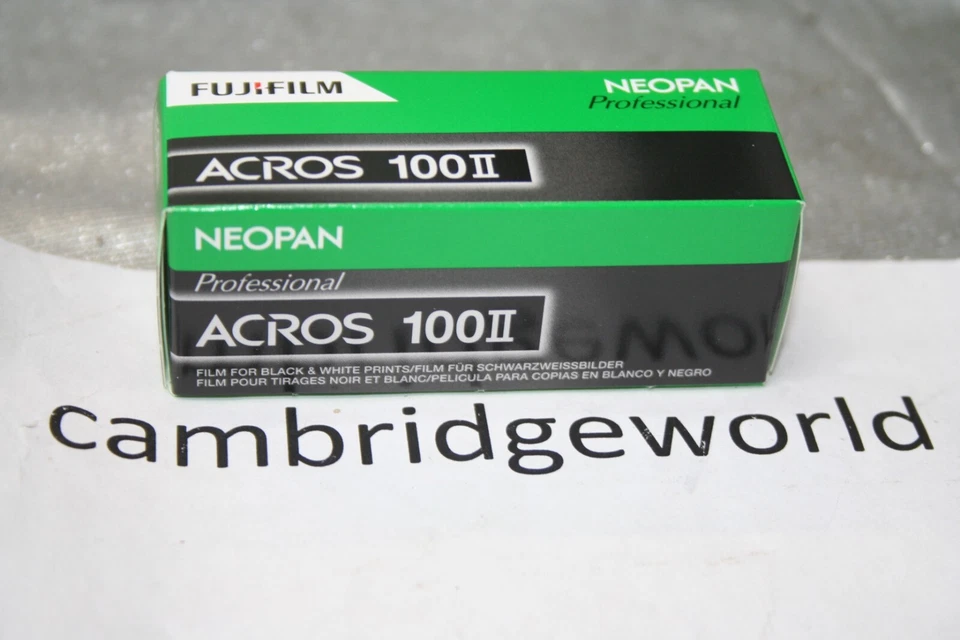 FUJIFILM
NEOPAN
Professional
ACROS 100II
NEOPAN
Professional
ACROS 100II
FILM FOR BLACK & WHITE PRINTS/FILM FÜR SCHWARZWEISSBILDER
FILM POUR TIRAGES NOIR ET BLANC/PELICULA PARA COPIAS EN BLANCO Y NEGRO
Cambridgeworld